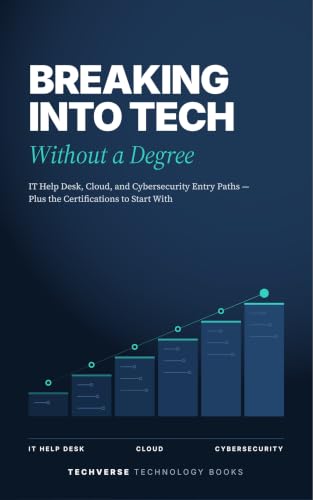 BREAKING
INTO TECH
Without a Degree
IT Help Desk, Cloud, and Cybersecurity Entry Paths —
Plus the Certifications to Start With
IT HELP DESK CLOUD CYBERSECURITY
TECHVERSE TECHNOLOGY BOOKS